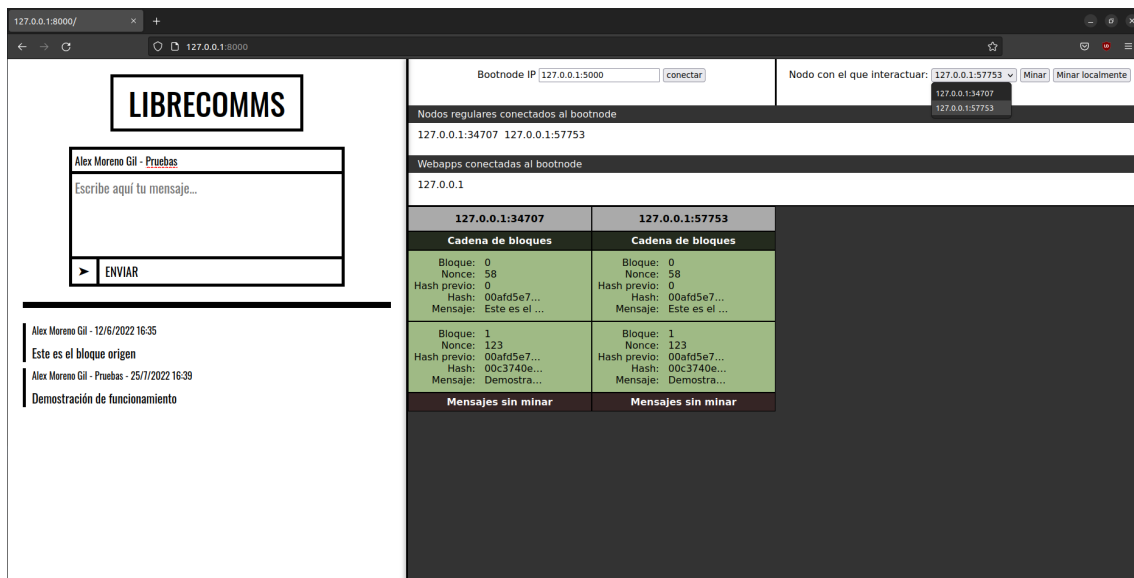 127.0.0.1:8000/
127.0.0.1:8000
LIBRECOMMS
Alex Moreno Gil - Pruebas
Escribe aquí tu mensaje...
➤ ENVIAR
Alex Moreno Gil - 12/6/2022 16:35
Este es el bloque origen
Alex Moreno Gil - Pruebas - 25/7/2022 16:39
Demostración de funcionamiento
Bootnode IP 127.0.0.1:5000 conectar
Nodo con el que interactuar: 127.0.0.1:57753 Minar Minar localmente
127.0.0.1:34707
127.0.0.1:57753
Nodos regulares conectados al bootnode
127.0.0.1:34707 127.0.0.1:57753
Webapps conectadas al bootnode
127.0.0.1
127.0.0.1:34707 127.0.0.1:57753
Cadena de bloques Cadena de bloques
Bloque: 0 Bloque: 0
Nonce: 58 Nonce: 58
Hash previo: 0 Hash previo: 0
Hash: 00afd5e7... Hash: 00afd5e7...
Mensaje: Este es el ... Mensaje: Este es el ...
Bloque: 1 Bloque: 1
Nonce: 123 Nonce: 123
Hash previo: 00afd5e7... Hash previo: 00afd5e7...
Hash: 00c3740e... Hash: 00c3740e...
Mensaje: Demostra... Mensaje: Demostra...
Mensajes sin minar Mensajes sin minar